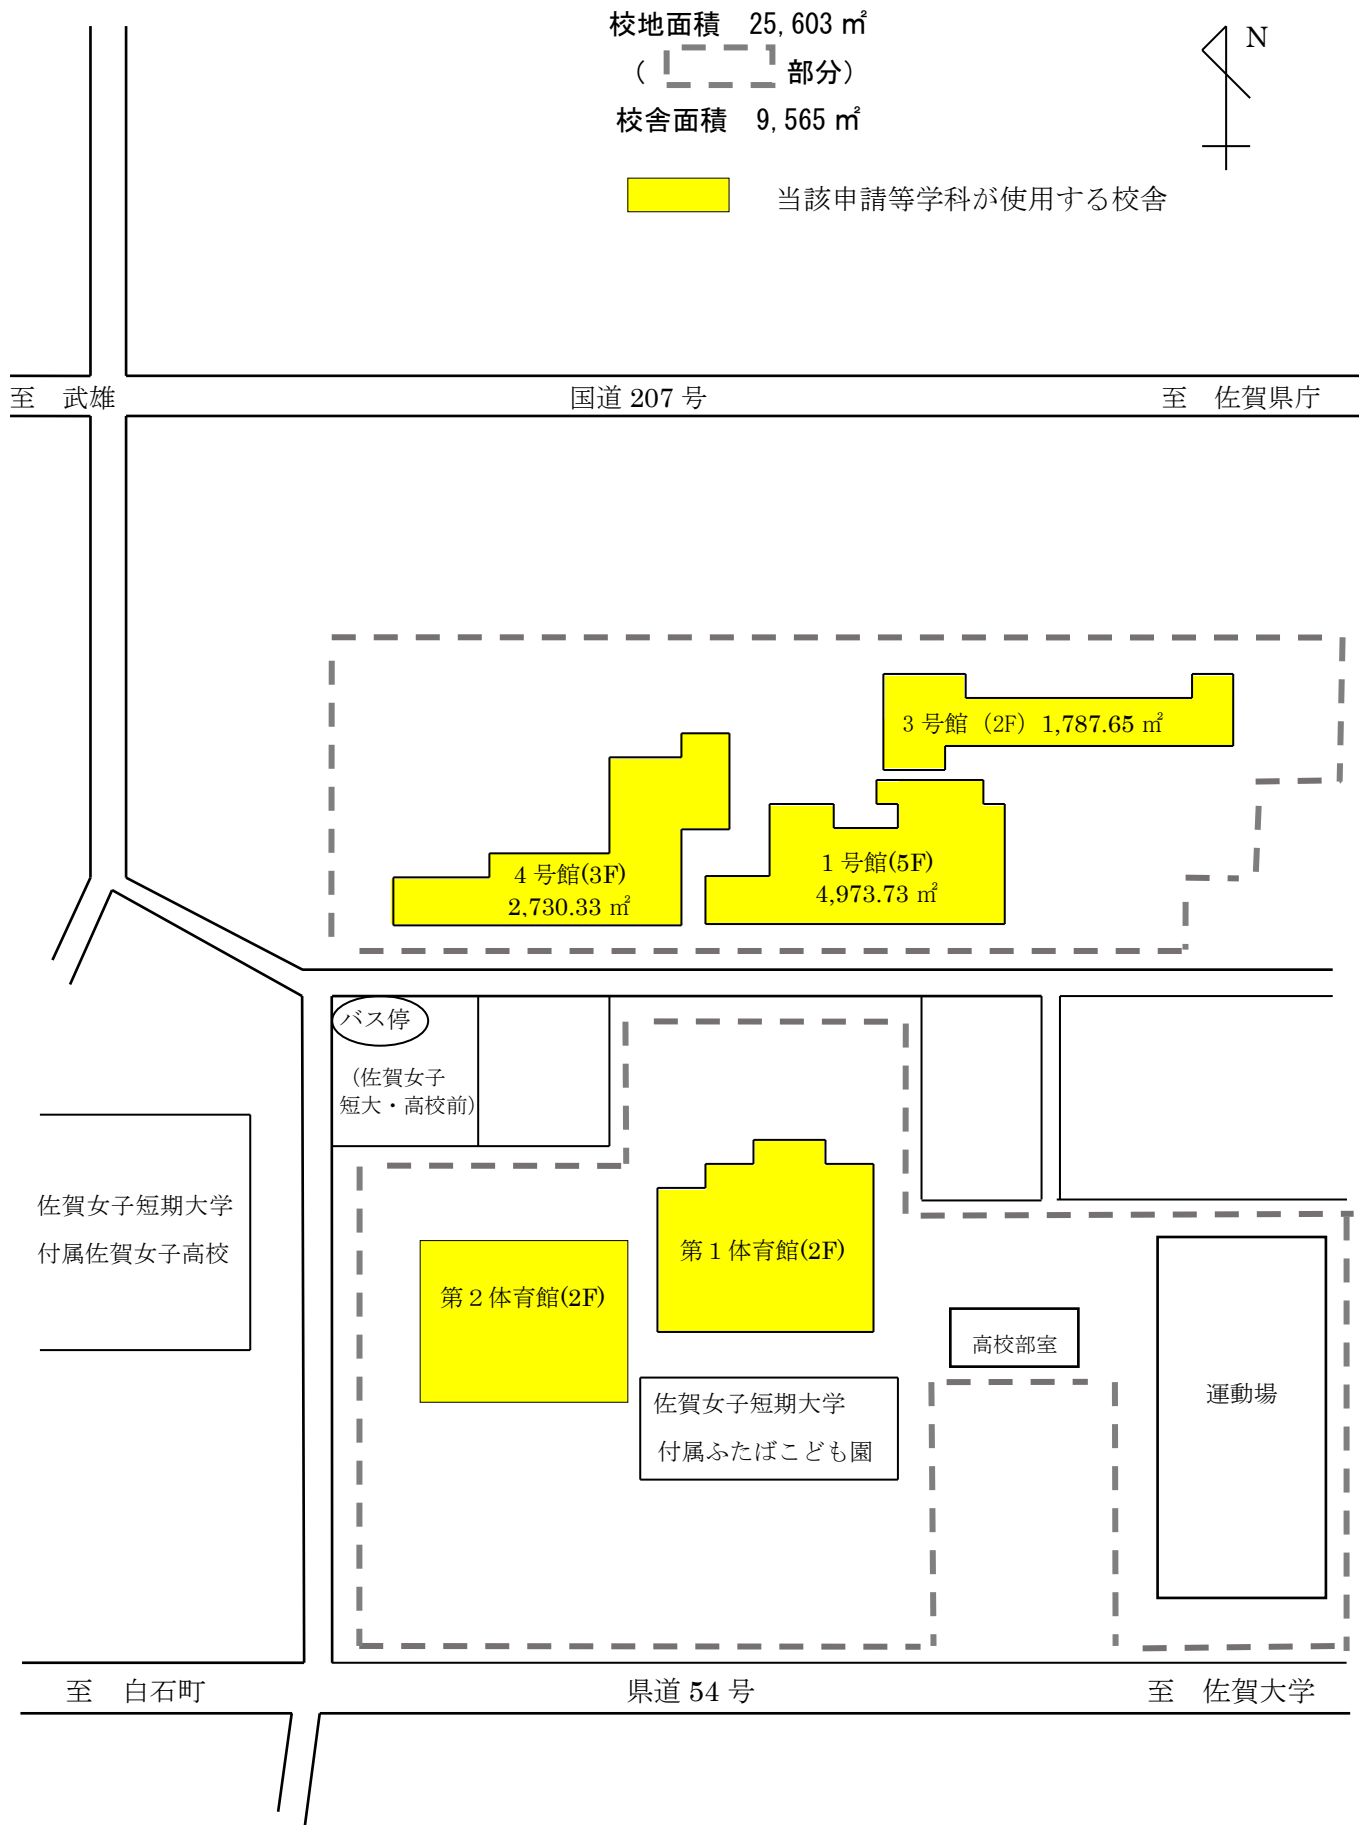 校地面積　25,603 ㎡
N
（　　　部分）
校舎面積　9,565 ㎡
当該申請等学科が使用する校舎
至　武雄
国道 207 号
至　佐賀県庁
3 号館（2F）1,787.65 ㎡
4 号館(3F)
2,730.33 ㎡
1 号館(5F)
4,973.73 ㎡
バス停
（佐賀女子
短大・高校前）
佐賀女子短期大学
付属佐賀女子高校
第１体育館(2F)
第２体育館(2F)
高校部室
佐賀女子短期大学
付属ふたばこども園
運動場
至　白石町
県道 54 号
至　佐賀大学